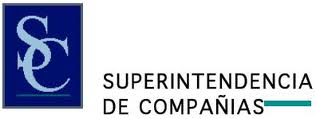 SC
SUPERINTENDENCIA
DE COMPAÑIAS